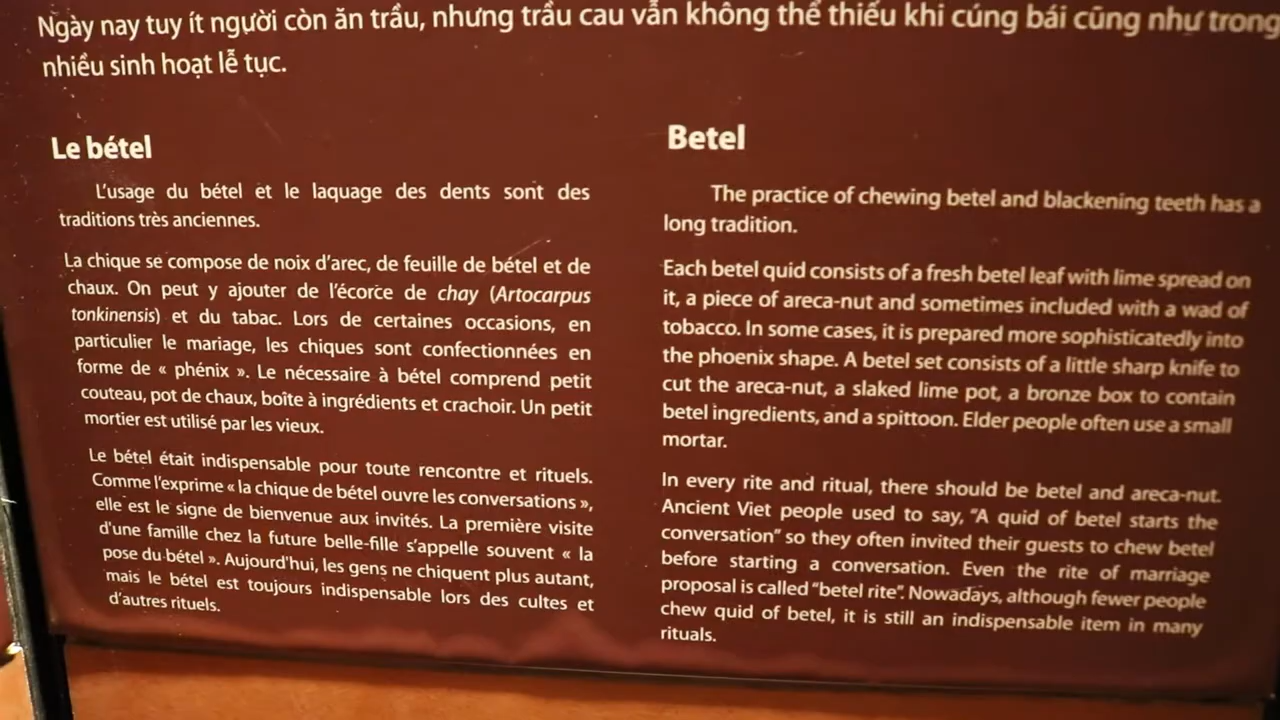 Ngày nay tuy ít người còn ăn trầu, nhưng trầu cau vẫn không thể thiếu khi cúng bái cũng như trong
nhiều sinh hoạt lễ tục.
Le bétel
L'usage du bétel et le laquage des dents sont des
traditions très anciennes.
La chique se compose de noix d'arec, de feuille de bétel et de
chaux. On peut y ajouter de l'écorce de chay (Artocarpus
tonkinensis) et du tabac. Lors de certaines occasions, en
particulier le mariage, les chiques sont confectionnées en
forme de « phénix ». Le nécessaire à bétel comprend petit
couteau, pot de chaux, boîte à ingrédients et crachoir. Un petit
mortier est utilisé par les vieux.
Le bétel était indispensable pour toute rencontre et rituels.
Comme l'exprime « la chique de bétel ouvre les conversations »,
elle est le signe de bienvenue aux invités. La première visite
d'une famille chez la future belle-fille s'appelle souvent « la
pose du bétel ». Aujourd'hui, les gens ne chiquent plus autant,
mais le bétel est toujours indispensable lors des cultes et
d'autres rituels.
Betel
The practice of chewing betel and blackening teeth has a
long tradition.
Each betel quid consists of a fresh betel leaf with lime spread on
it, a piece of areca-nut and sometimes included with a wad of
tobacco. In some cases, it is prepared more sophisticatedly into
the phoenix shape. A betel set consists of a little sharp knife to
cut the areca-nut, a slaked lime pot, a bronze box to contain
betel ingredients, and a spittoon. Elder people often use a small
mortar.
In every rite and ritual, there should be betel and areca-nut.
Ancient Viet people used to say, "A quid of betel starts the
conversation" so they often invited their guests to chew betel
before starting a conversation. Even the rite of marriage
proposal is called "betel rite". Nowadays, although fewer people
chew quid of betel, it is still an indispensable item in many
rituals.